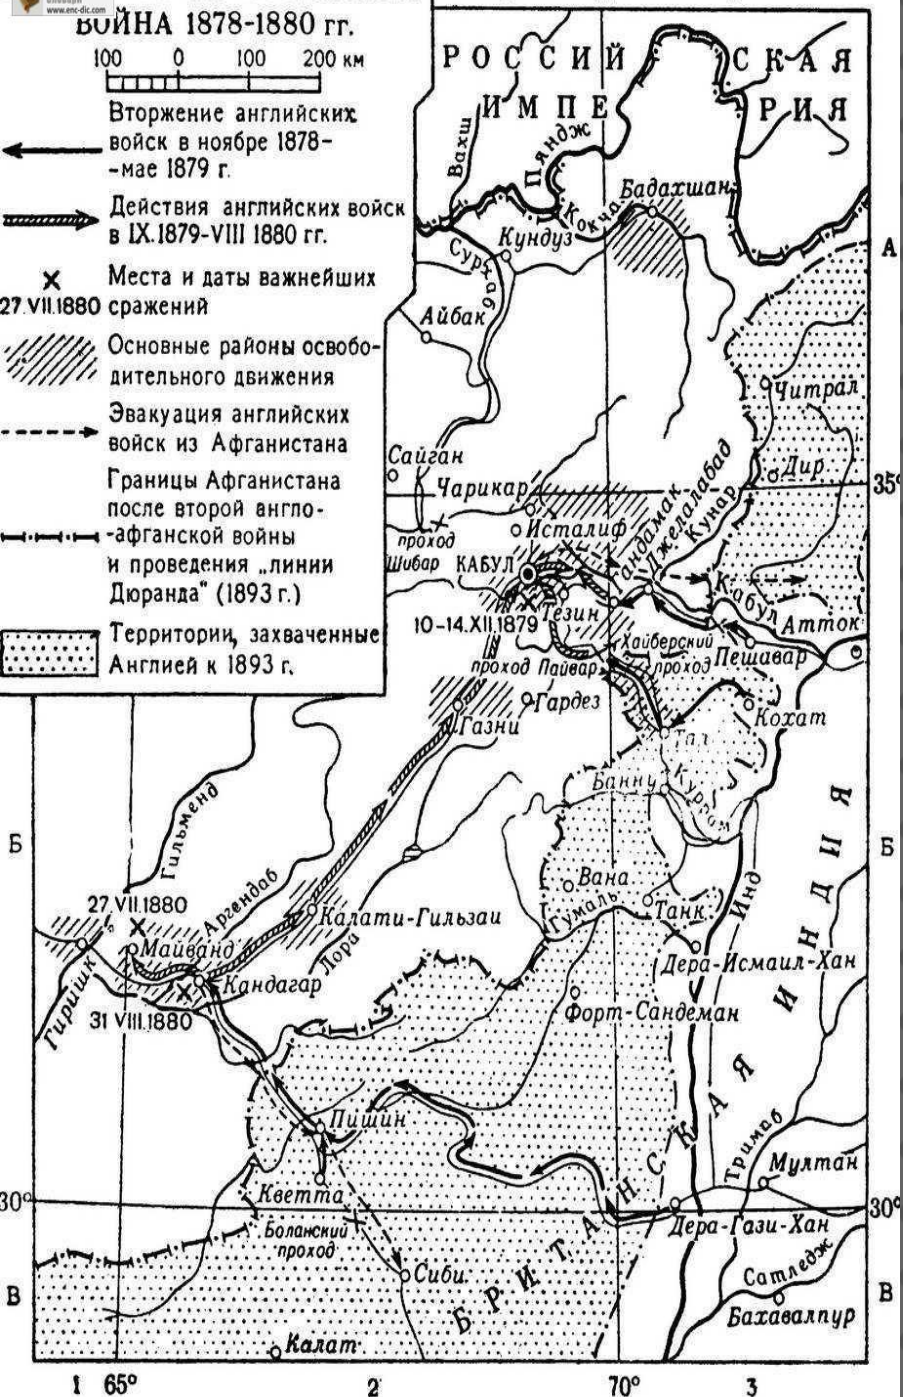 www.enc-dic.com
ВОЙНА 1878-1880 гг.
100 0 100 200 км
Вторжение английских
войск в ноябре 1878-
-мае 1879 г.
Действия английских войск
в IX.1879-VIII 1880 гг.
Места и даты важнейших
27.VII.1880 сражений
Основные районы освобо-
дительного движения
Эвакуация английских
войск из Афганистана
Границы Афганистана
после второй англо-
-афганской войны
и проведения „линии
Дюранда" (1893 г.)
Территории, захваченные
Англией к 1893 г.
РОССИЙСКАЯ
ИМПЕРИЯ
Вахш
Пяндж
Кокча
Бадахшан
Кундуз
Сурхаб
А
Айбак
Читрал
Дир
Сайган
35°
Чарикар
Исталиф
Гандамак
Джелалабад
Кунар
проход
Шибар
КАБУЛ
Кабул
Тезин
10-14.XII.1879
Атток
Хайберский
проход
Пешавар
проход Пайвар
Гардез
Кохат
Газни
Тал
Банну
Куррам
Гильменд
Б
Б
Аргендаб
27.VII.1880
Майванд
Калати-Гильзаи
Лора
Вана
Гумаль
Танк
Инд
Дера-Исмаил-Хан
Гиришк
Кандагар
31 VIII.1880
Форт-Сандеман
БРИТАНСКАЯ ИНДИЯ
Пишин
Тримаб
Мултан
Кветта
30°
30°
Боланский
проход
Дера-Гази-Хан
Сиби
Сатледж
Бахавалпур
В
В
Калат
1 65° 2 70° 3